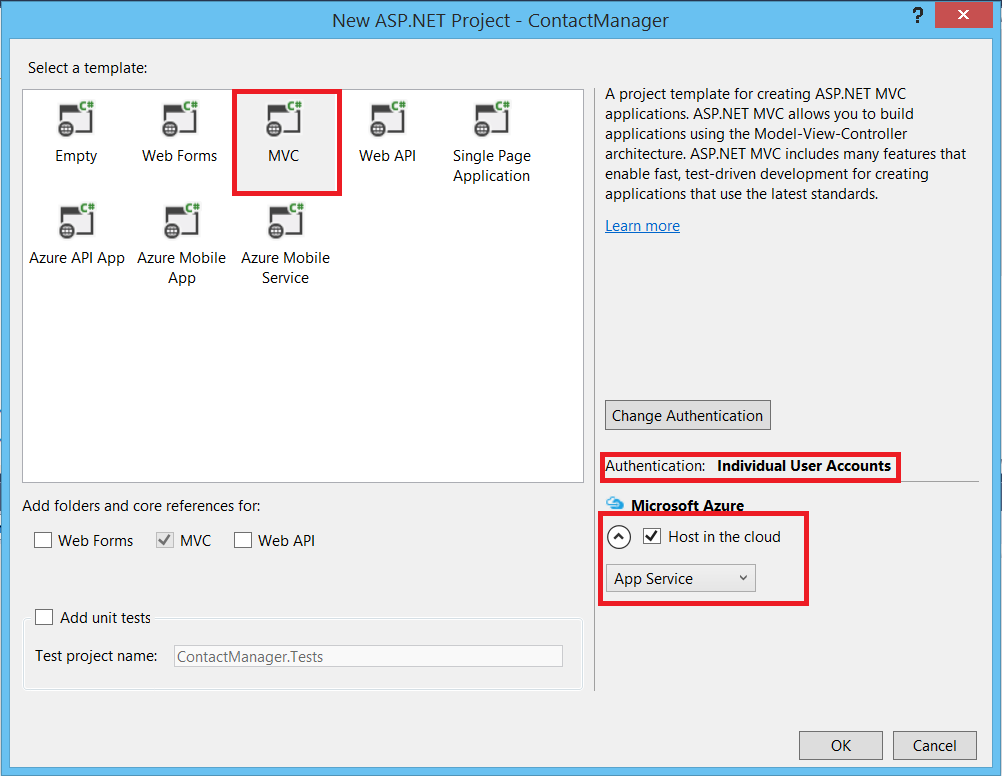 New ASP.NET Project - ContactManager
?
Select a template:
C# C# C# C# C#
Empty Web Forms MVC Web API Single Page
Application
C# C# C#
Azure API App Azure Mobile Azure Mobile
App Service
A project template for creating ASP.NET MVC
applications. ASP.NET MVC allows you to build
applications using the Model-View-Controller
architecture. ASP.NET MVC includes many features that
enable fast, test-driven development for creating
applications that use the latest standards.
Learn more
Change Authentication
Authentication: Individual User Accounts
Microsoft Azure
Host in the cloud
App Service
Add folders and core references for:
Web Forms MVC Web API
Add unit tests
Test project name: ContactManager.Tests
OK Cancel